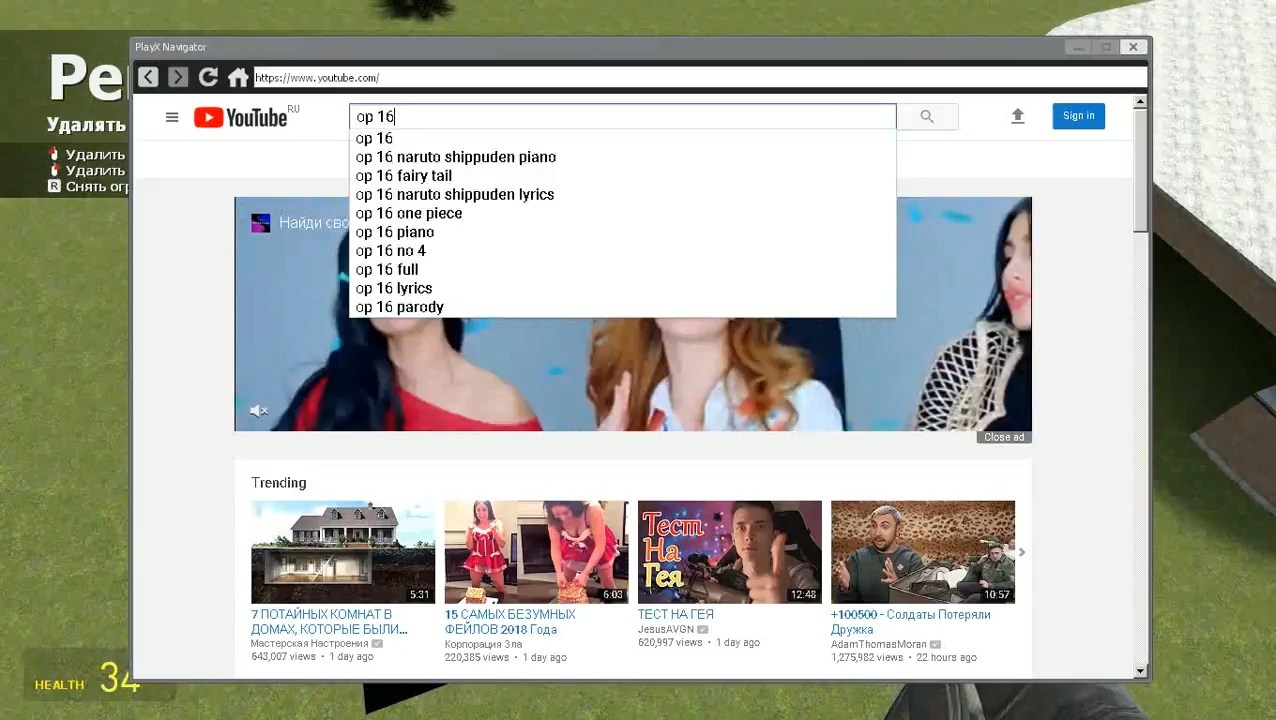 PlayX Navigator
https://www.youtube.com/
Удалять
Удалить
Удалить
R Снять
YouTube RU
op 16
Sign in
op 16
op 16 naruto shippuden piano
op 16 fairy tail
op 16 naruto shippuden lyrics
op 16 one piece
op 16 piano
op 16 no 4
op 16 full
op 16 lyrics
op 16 parody
Найди
Close ad
Trending
5:31
6:03
Тест
На
Гея
12:48
10:57
7 ПОТАЙНЫХ КОМНАТ В
ДОМАХ, КОТОРЫЕ БЫЛИ...
Мастерская Настроения
643,007 views • 1 day ago
15 САМЫХ БЕЗУМНЫХ
ФЕЙЛОВ 2018 Года
Корпорация Зла
220,385 views • 1 day ago
ТЕСТ НА ГЕЯ
JesusAVGN
620,997 views • 1 day ago
+100500 - Солдаты Потеряли
Дружка
AdamThomasMoran
1,275,982 views • 22 hours ago
HEALTH 34